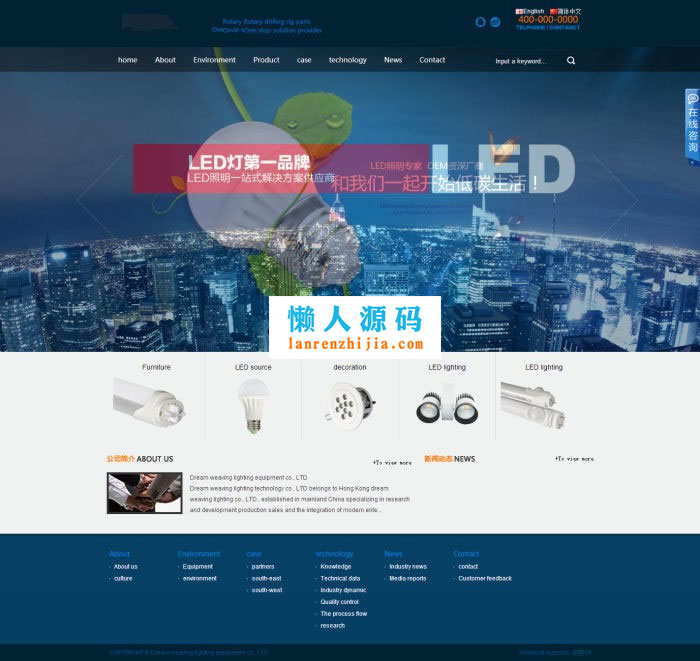 Rotary Rotary drilling rig parts
One-stop solution provider
English 简体中文
400-000-0000
TELPHONE / CONTANCT
home About Environment Product case technology News Contact
Input a keyword...
在线咨询
LED
LED灯第一品牌
LED照明一站式解决方案供应商
LED照明专家 OEM资深厂商
和我们一起开始低碳生活！
懒人源码
lanrenzhijia.com
Furniture LED source decoration LED lighting LED lighting
公司简介 ABOUT US
+To view more
新闻动态 NEWS
+To view more
Dream weaving lighting equipment co., LTD
Dream weaving lighting technology co., LTD belongs to Hong Kong dream
weaving lighting co., LTD., established in mainland China specializing in research
and development production sales and the integration of modern ente...
About Environment case technology News Contact
About us Equipment partners Knowledge Industry news contact
culture environment south-east Technical data Media reports Customer feedback
south-west Industry dynamic
Quality control
The process flow
research
COPYRIGHT © Dream weaving lighting equipment co., LTD
Technical support: